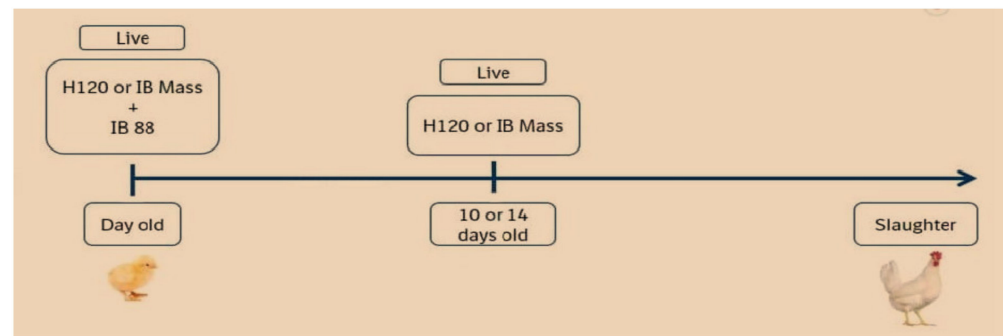 Live
H120 or IB Mass
+
IB 88
Live
H120 or IB Mass
Day old
10 or 14
days old
Slaughter